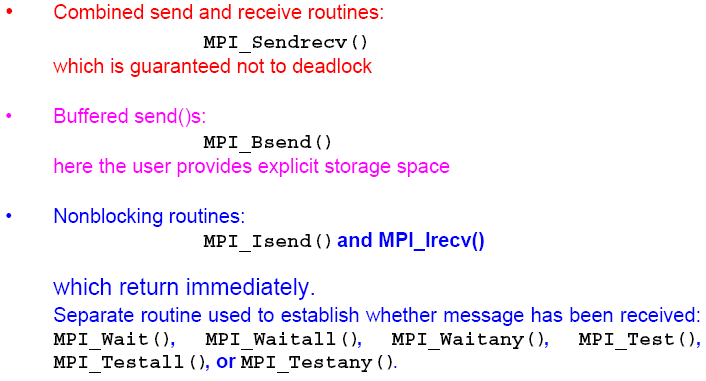 • Combined send and receive routines:
MPI_Sendrecv()
which is guaranteed not to deadlock
• Buffered send()s:
MPI_Bsend()
here the user provides explicit storage space
• Nonblocking routines:
MPI_Isend() and MPI_Irecv()
which return immediately.
Separate routine used to establish whether message has been received:
MPI_Wait(), MPI_Waitall(), MPI_Waitany(), MPI_Test(),
MPI_Testall(), or MPI_Testany().